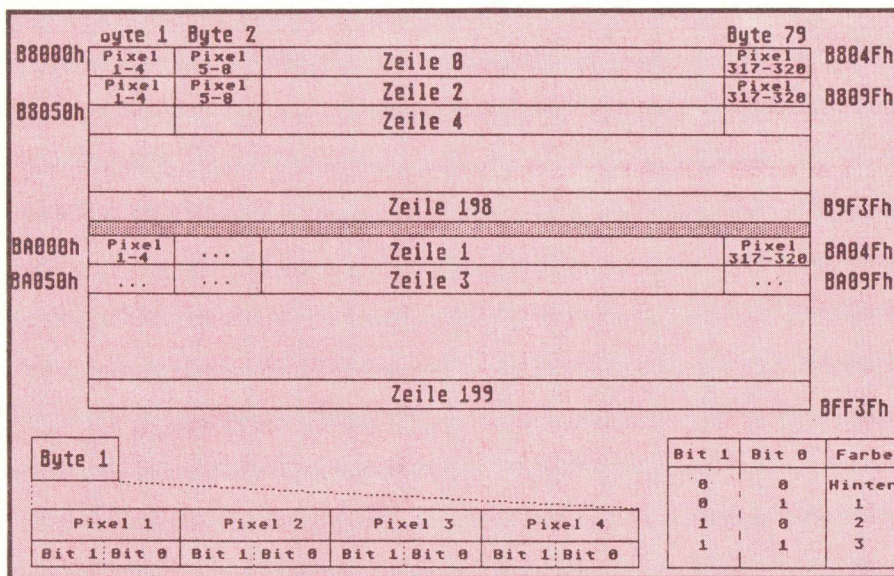 Byte 1 Byte 2 Byte 79
B8000h Pixel 1-4 Pixel 5-8 Zeile 0 Pixel 317-320 B804Fh
Pixel 1-4 Pixel 5-8 Zeile 2 Pixel 317-320 B809Fh
B8050h Zeile 4
Zeile 198 B9F3Fh
BA000h Pixel 1-4 ... Zeile 1 Pixel 317-320 BA04Fh
BA050h ... ... Zeile 3 ... BA09Fh
Zeile 199 BFF3Fh
Byte 1
Pixel 1 Pixel 2 Pixel 3 Pixel 4
Bit 1 Bit 0 Bit 1 Bit 0 Bit 1 Bit 0 Bit 1 Bit 0
Bit 1 Bit 0 Farbe
0 0 Hinter
0 1 1
1 0 2
1 1 3